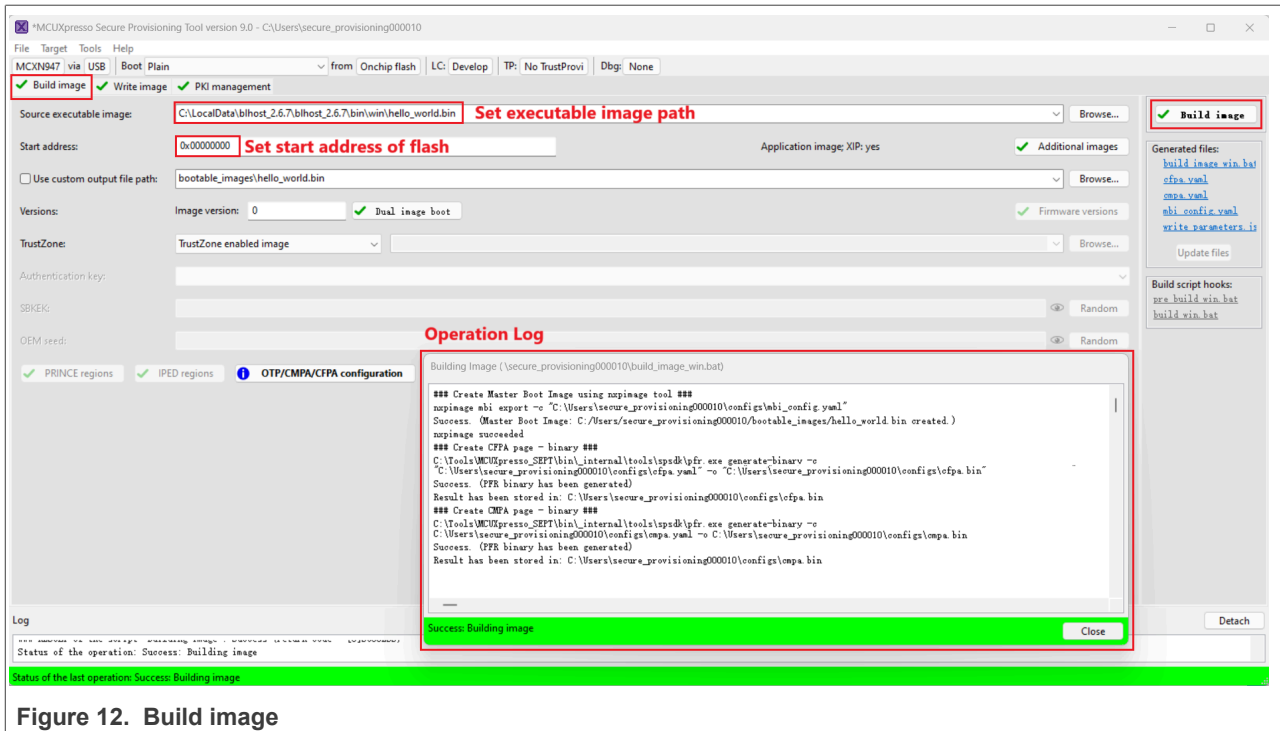 *MCUXpresso Secure Provisioning Tool version 9.0 - C:\Users\secure_provisioning000010
File Target Tools Help
MCXN947 via USB Boot Plain from Onchip flash LC: Develop TP: No TrustProvi Dbg: None
Build image Write image PKI management
Source executable image: C:\LocalData\blhost_2.6.7\blhost_2.6.7\bin\win\hello_world.bin Set executable image path Browse... Build image
Start address: 0x00000000 Set start address of flash Application image; XIP: yes Additional images
Generated files:
build image win.bat
cfpa.yaml
cmpa.yaml
mbi config.yaml
write parameters.is
Update files
Use custom output file path: bootable_images\hello_world.bin Browse...
Versions: Image version: 0 Dual image boot Firmware versions
TrustZone: TrustZone enabled image Browse...
Authentication key:
Build script hooks:
pre build win.bat
build win.bat
SBKEK: Random
OEM seed: Random
PRINCE regions IPED regions OTP/CMPA/CFPA configuration
Operation Log
Building Image (\secure_provisioning000010\build_image_win.bat)
### Create Master Boot Image using nxpimage tool ###
nxpimage mbi export -c "C:\Users\secure_provisioning000010\configs\mbi_config.yaml"
Success. (Master Boot Image: C:/Users/secure_provisioning000010/bootable_images/hello_world.bin created.)
nxpimage succeeded
### Create CFPA page - binary ###
C:\Tools\MCUXpresso_SEPT\bin\_internal\tools\spsdk\pfr.exe generate-binary -c
"C:\Users\secure_provisioning000010\configs\cfpa.yaml" -o "C:\Users\secure_provisioning000010\configs\cfpa.bin"
Success. (PFR binary has been generated)
Result has been stored in: C:\Users\secure_provisioning000010\configs\cfpa.bin
### Create CMPA page - binary ###
C:\Tools\MCUXpresso_SEPT\bin\_internal\tools\spsdk\pfr.exe generate-binary -c
C:\Users\secure_provisioning000010\configs\cmpa.yaml -o C:\Users\secure_provisioning000010\configs\cmpa.bin
Success. (PFR binary has been generated)
Result has been stored in: C:\Users\secure_provisioning000010\configs\cmpa.bin
Success: Building image
Close
Log
Detach
Status of the operation: Success: Building image
Status of the last operation: Success: Building image
Figure 12. Build image